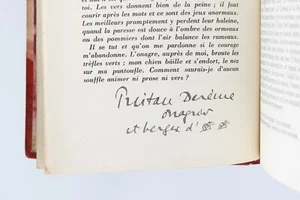 toi. Les vers donnent bien de la peine ; il faut
courir après les mots et ce sont des jeux anormaux.
Les meilleurs promptement y perdent leur haleine,
quand la paresse est douce à l'ombre des ormeaux
ou des pommiers dont l'air balance les rameaux.
Il se tut et qu'on me pardonne si le courage
m'abandonne. L'onagre, auprès de moi, broute les
trèfles verts ; mon chien bâille et s'endort, le nez
sur ma pantoufle. Comment saurais-je d'aucun
souffle animer ni prose ni vers ?
Tristan Derème
onagrier
et berger d'